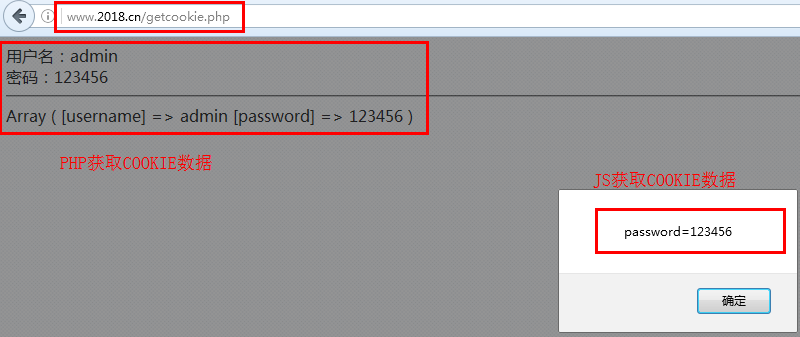 www.2018.cn/getcookie.php
用户名：admin
密码：123456
Array ( [username] => admin [password] => 123456 )
PHP获取COOKIE数据
JS获取COOKIE数据
password=123456
确定